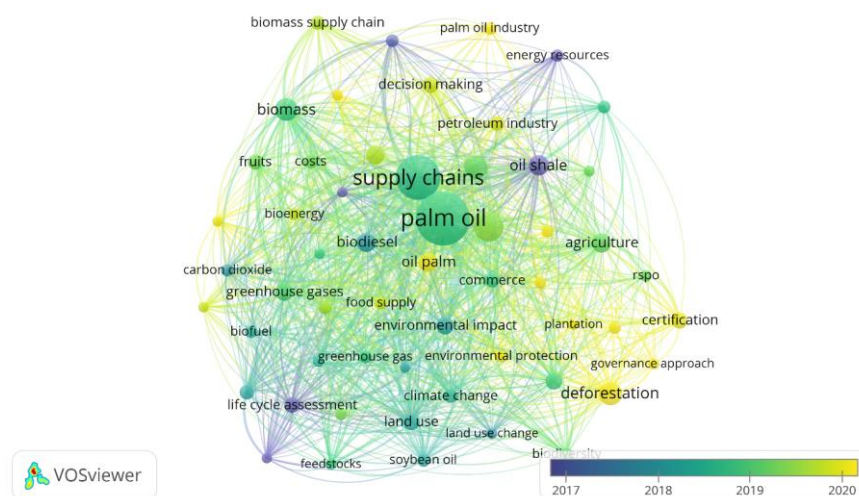 biomass supply chain
palm oil industry
energy resources
decision making
biomass
petroleum industry
fruits
costs
oil shale
supply chains
bioenergy
palm oil
biodiesel
agriculture
oil palm
carbon dioxide
commerce
rspo
greenhouse gases
food supply
certification
biofuel
environmental impact
plantation
greenhouse gas
environmental protection
governance approach
deforestation
climate change
life cycle assessment
land use
land use change
biodiversity
feedstocks
soybean oil
VOSviewer
2017
2018
2019
2020